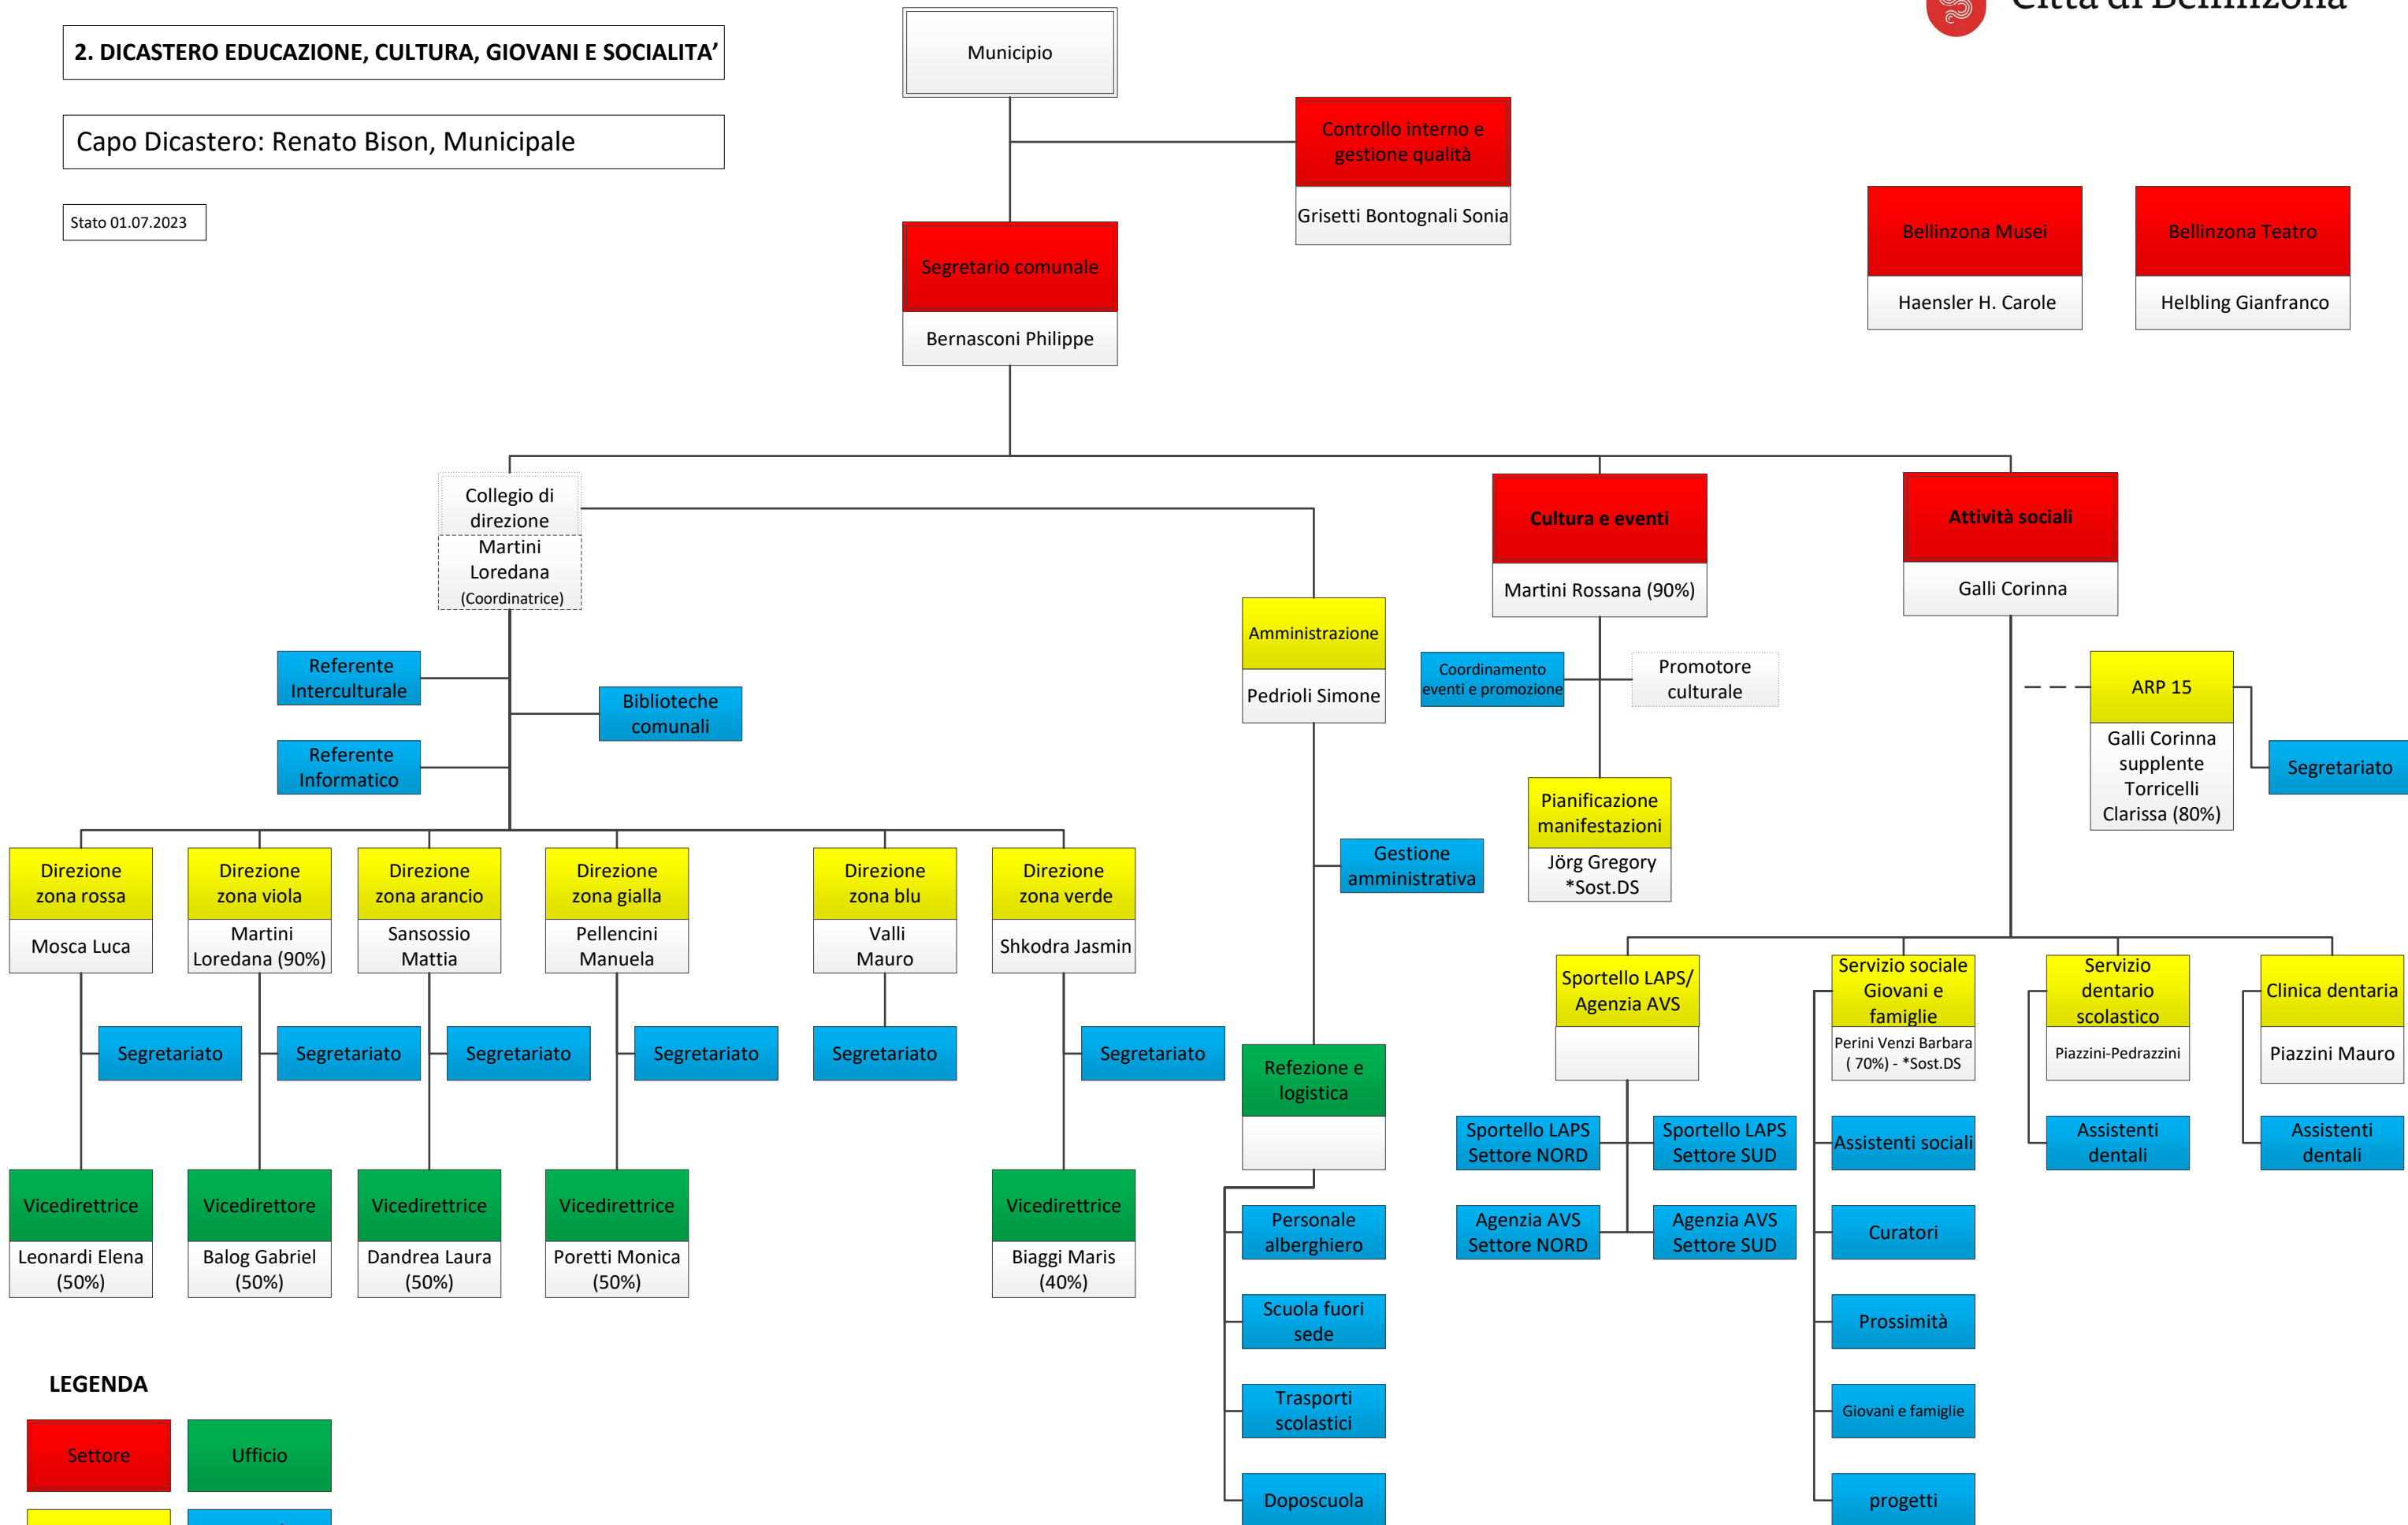 Città di Bellinzona
2. DICASTERO EDUCAZIONE, CULTURA, GIOVANI E SOCIALITA’
Capo Dicastero: Renato Bison, Municipale
Stato 01.07.2023
Municipio
Controllo interno e
gestione qualità
Grisetti Bontognali Sonia
Segretario comunale
Bernasconi Philippe
Bellinzona Musei
Haensler H. Carole
Bellinzona Teatro
Helbling Gianfranco
Collegio di
direzione
Martini
Loredana
(Coordinatrice)
Referente
Interculturale
Biblioteche
comunali
Referente
Informatico
Amministrazione
Pedrioli Simone
Cultura e eventi
Martini Rossana (90%)
Coordinamento
eventi e promozione
Promotore
culturale
Pianificazione
manifestazioni
Jörg Gregory
*Sost.DS
Attività sociali
Galli Corinna
ARP 15
Galli Corinna
supplente
Torricelli
Clarissa (80%)
Segretariato
Direzione
zona rossa
Mosca Luca
Segretariato
Vicedirettrice
Leonardi Elena
(50%)
Direzione
zona viola
Martini
Loredana (90%)
Segretariato
Vicedirettore
Balog Gabriel
(50%)
Direzione
zona arancio
Sansossio
Mattia
Segretariato
Vicedirettrice
Dandrea Laura
(50%)
Direzione
zona gialla
Pellencini
Manuela
Segretariato
Vicedirettrice
Poretti Monica
(50%)
Direzione
zona blu
Valli
Mauro
Segretariato
Direzione
zona verde
Shkodra Jasmin
Segretariato
Vicedirettrice
Biaggi Maris
(40%)
Gestione
amministrativa
Refezione e
logistica
Personale
alberghiero
Scuola fuori
sede
Trasporti
scolastici
Doposcuola
Sportello LAPS/
Agenzia AVS
Sportello LAPS
Settore NORD
Sportello LAPS
Settore SUD
Agenzia AVS
Settore NORD
Agenzia AVS
Settore SUD
Servizio sociale
Giovani e
famiglie
Perini Venzi Barbara
( 70%) - *Sost.DS
Assistenti sociali
Curatori
Prossimità
Giovani e famiglie
progetti
Servizio
dentario
scolastico
Piazzini-Pedrazzini
Assistenti
dentali
Clinica dentaria
Piazzini Mauro
Assistenti
dentali
LEGENDA
Settore
Ufficio